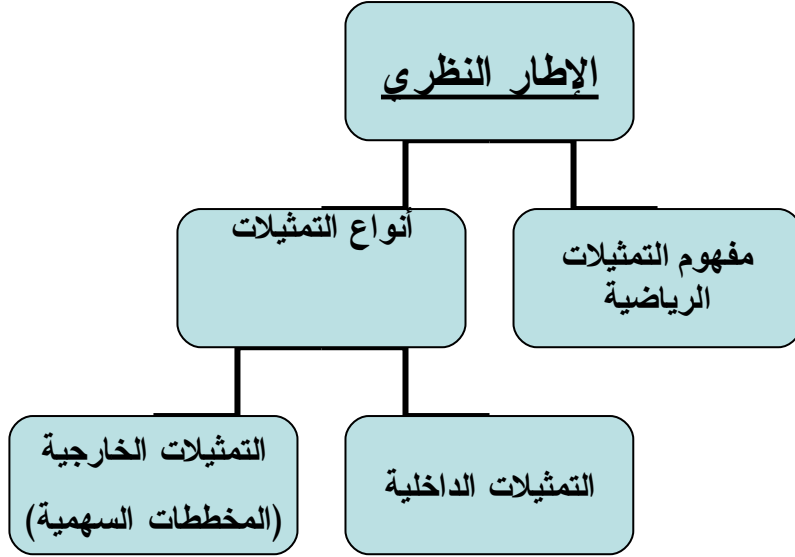 الإطار النظري
مفهوم التمثيلات
الرياضية
أنواع التمثيلات
التمثيلات الداخلية
التمثيلات الخارجية
(المخططات السهمية)